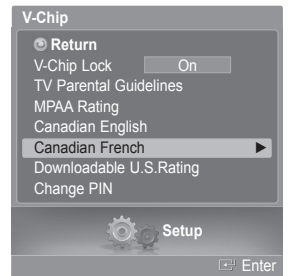 V-Chip
Return
V-Chip Lock On
TV Parental Guidelines
MPAA Rating
Canadian English
Canadian French
Downloadable U.S.Rating
Change PIN
Setup
Enter